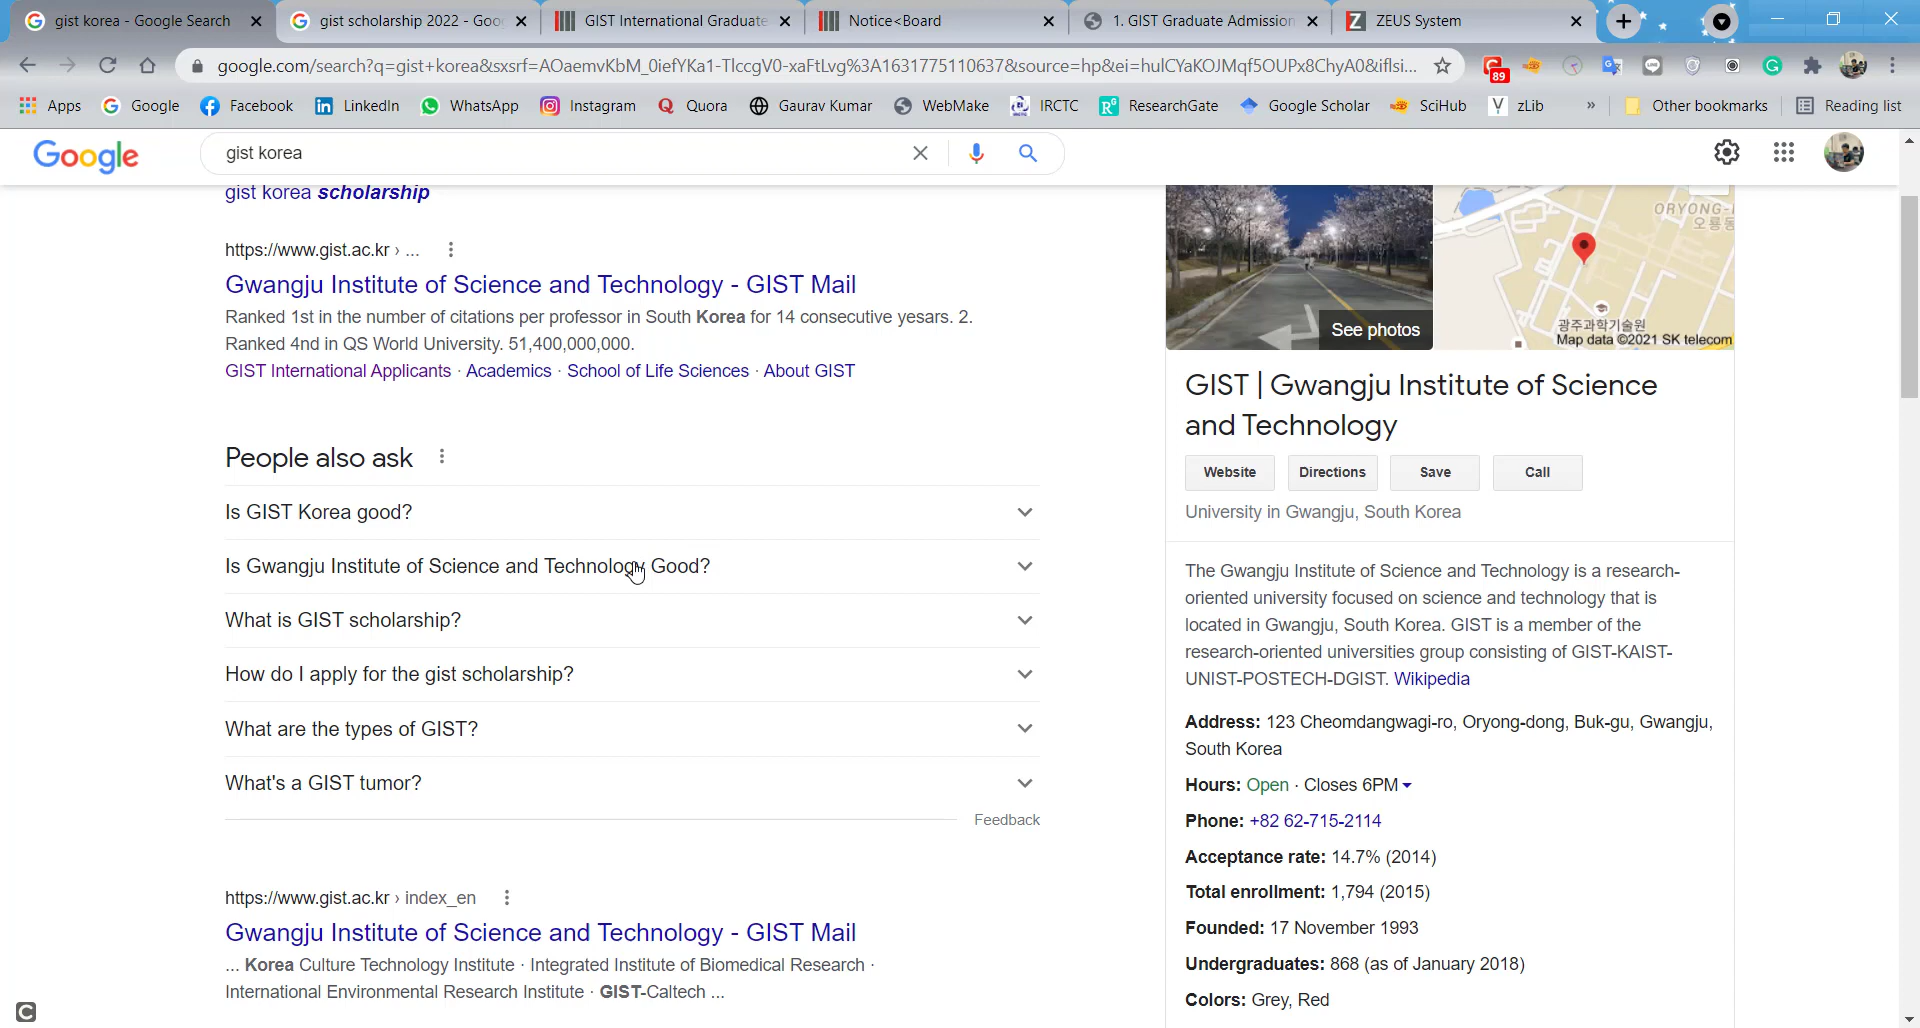 gist korea - Google Search
gist scholarship 2022 - Goo
GIST International Graduate
Notice<Board
1. GIST Graduate Admission
ZEUS System
google.com/search?q=gist+korea&sxsrf=AOaemvKbM_0iefYKa1-TlccgV0-xaFtLvg%3A1631775110637&source=hp&ei=hulCYaKOJMqf5OUPx8ChyA0&iflsi...
89
Apps
Google
Facebook
LinkedIn
WhatsApp
Instagram
Quora
Gaurav Kumar
WebMake
IRCTC
ResearchGate
Google Scholar
SciHub
zLib
»
Other bookmarks
Reading list
Google
gist korea
gist korea scholarship
https://www.gist.ac.kr › ...
Gwangju Institute of Science and Technology - GIST Mail
Ranked 1st in the number of citations per professor in South Korea for 14 consecutive yesars. 2.
Ranked 4nd in QS World University. 51,400,000,000.
GIST International Applicants · Academics · School of Life Sciences · About GIST
People also ask
Is GIST Korea good?
Is Gwangju Institute of Science and Technology Good?
What is GIST scholarship?
How do I apply for the gist scholarship?
What are the types of GIST?
What's a GIST tumor?
Feedback
https://www.gist.ac.kr › index_en
Gwangju Institute of Science and Technology - GIST Mail
... Korea Culture Technology Institute · Integrated Institute of Biomedical Research ·
International Environmental Research Institute · GIST-Caltech ...
See photos
ORYONG-
오룡동
광주과학기술원
Map data ©2021 SK telecom
GIST | Gwangju Institute of Science
and Technology
Website
Directions
Save
Call
University in Gwangju, South Korea
The Gwangju Institute of Science and Technology is a research-
oriented university focused on science and technology that is
located in Gwangju, South Korea. GIST is a member of the
research-oriented universities group consisting of GIST-KAIST-
UNIST-POSTECH-DGIST. Wikipedia
Address: 123 Cheomdangwagi-ro, Oryong-dong, Buk-gu, Gwangju,
South Korea
Hours: Open · Closes 6PM
Phone: +82 62-715-2114
Acceptance rate: 14.7% (2014)
Total enrollment: 1,794 (2015)
Founded: 17 November 1993
Undergraduates: 868 (as of January 2018)
Colors: Grey, Red